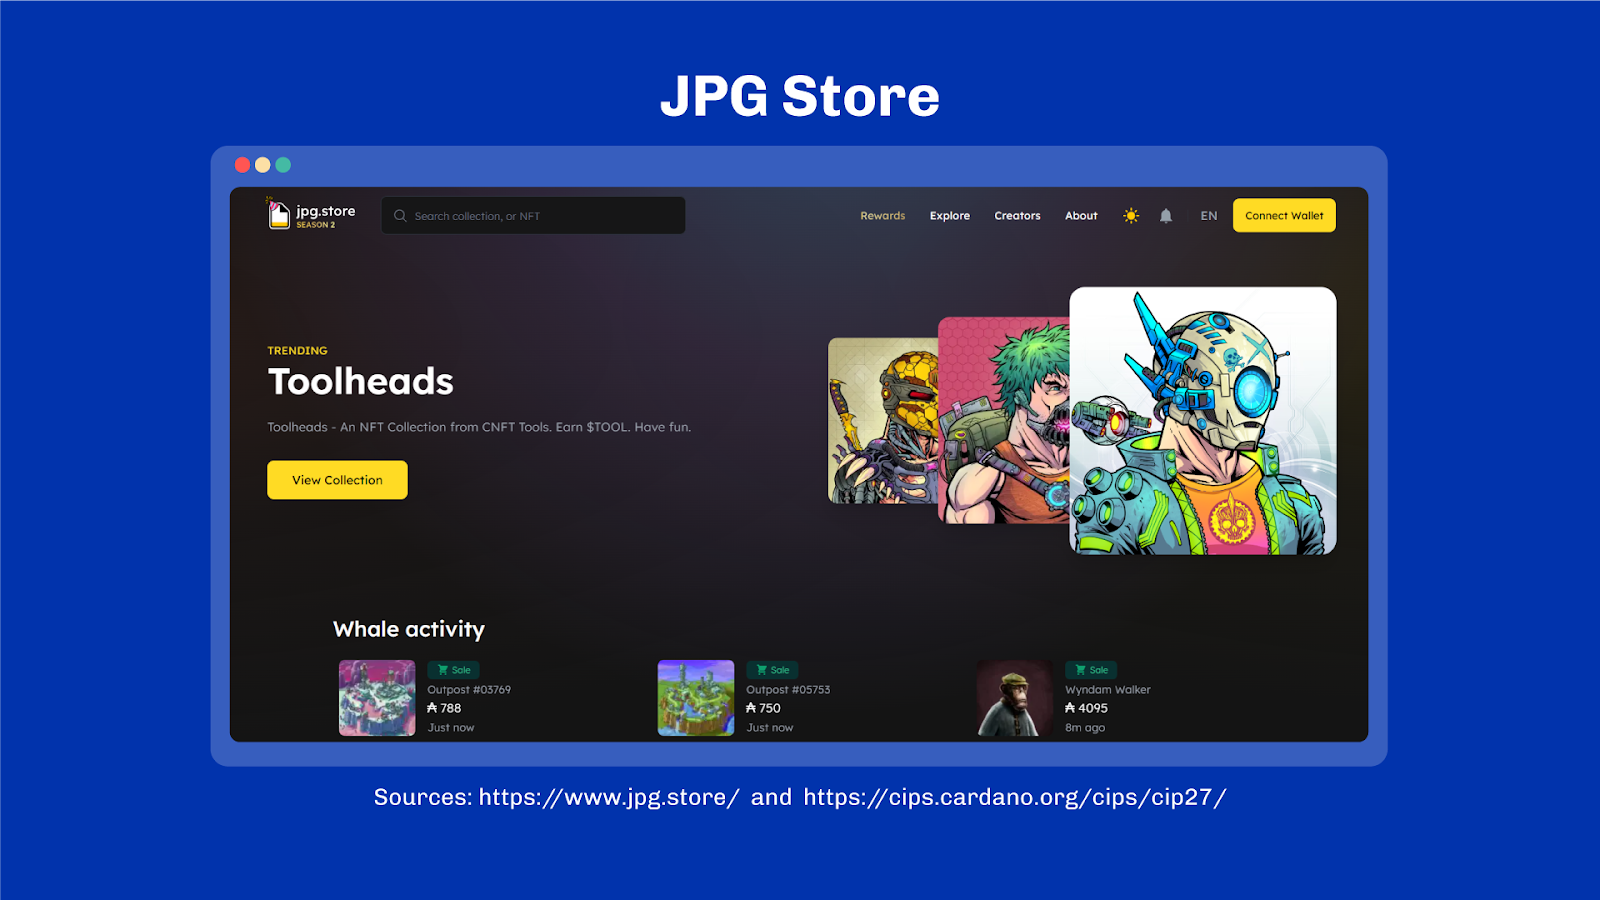 JPG Store
jpg.store
SEASON 2
Search collection, or NFT
Rewards
Explore
Creators
About
EN
Connect Wallet
TRENDING
Toolheads
Toolheads - An NFT Collection from CNFT Tools. Earn $TOOL. Have fun.
View Collection
Whale activity
Sale
Outpost #03769
₳ 788
Just now
Sale
Outpost #05753
₳ 750
Just now
Sale
Wyndam Walker
₳ 4095
8m ago
Sources: https://www.jpg.store/ and https://cips.cardano.org/cips/cip27/